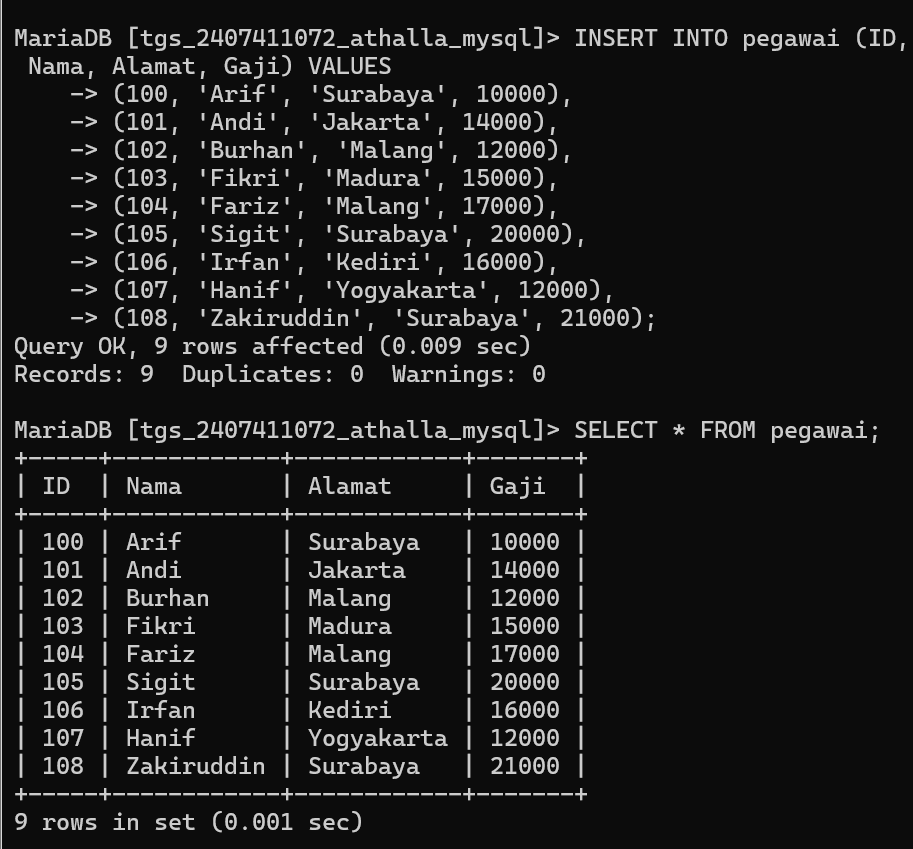 MariaDB [tgs_2407411072_athalla_mysql]> INSERT INTO pegawai (ID,
 Nama, Alamat, Gaji) VALUES
    -> (100, 'Arif', 'Surabaya', 10000),
    -> (101, 'Andi', 'Jakarta', 14000),
    -> (102, 'Burhan', 'Malang', 12000),
    -> (103, 'Fikri', 'Madura', 15000),
    -> (104, 'Fariz', 'Malang', 17000),
    -> (105, 'Sigit', 'Surabaya', 20000),
    -> (106, 'Irfan', 'Kediri', 16000),
    -> (107, 'Hanif', 'Yogyakarta', 12000),
    -> (108, 'Zakiruddin', 'Surabaya', 21000);
Query OK, 9 rows affected (0.009 sec)
Records: 9  Duplicates: 0  Warnings: 0

MariaDB [tgs_2407411072_athalla_mysql]> SELECT * FROM pegawai;
+-----+------------+------------+-------+
| ID  | Nama       | Alamat     | Gaji  |
+-----+------------+------------+-------+
| 100 | Arif       | Surabaya   | 10000 |
| 101 | Andi       | Jakarta    | 14000 |
| 102 | Burhan     | Malang     | 12000 |
| 103 | Fikri      | Madura     | 15000 |
| 104 | Fariz      | Malang     | 17000 |
| 105 | Sigit      | Surabaya   | 20000 |
| 106 | Irfan      | Kediri     | 16000 |
| 107 | Hanif      | Yogyakarta | 12000 |
| 108 | Zakiruddin | Surabaya   | 21000 |
+-----+------------+------------+-------+
9 rows in set (0.001 sec)